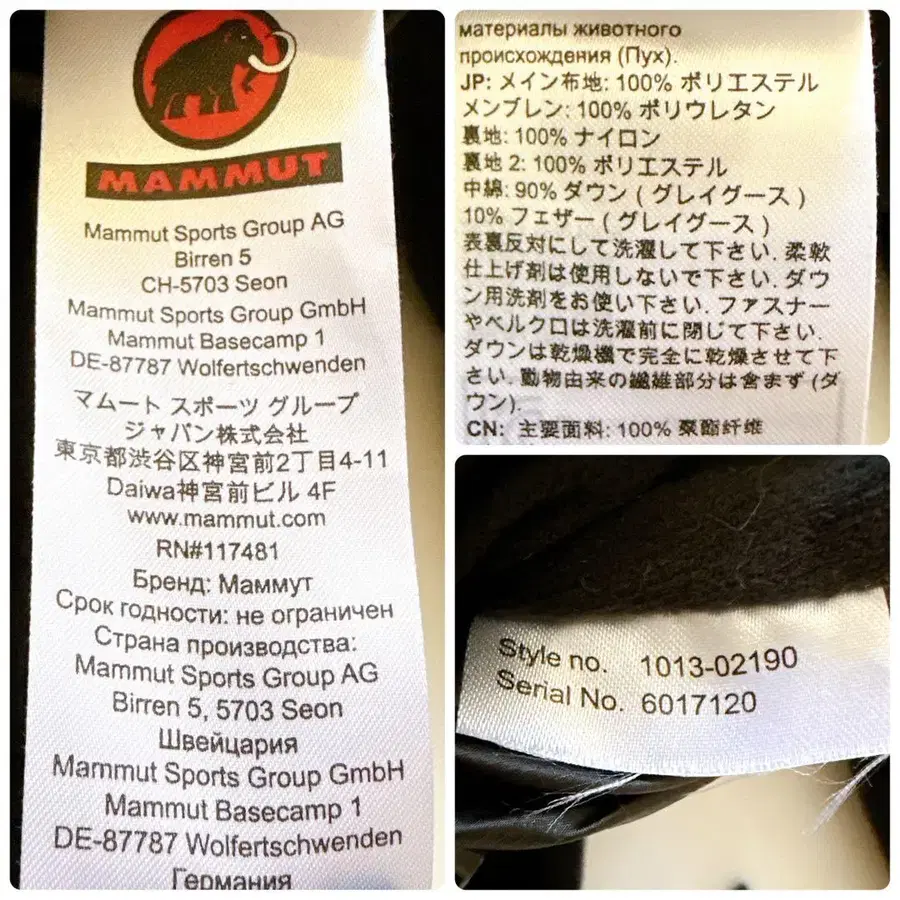 MAMMUT
Mammut Sports Group AG
Birren 5
CH-5703 Seon
Mammut Sports Group GmbH
Mammut Basecamp 1
DE-87787 Wolfertschwenden
マムート スポーツ グループ
ジャパン株式会社
東京都渋谷区神宮前2丁目4-11
Daiwa神宮前ビル 4F
www.mammut.com
RN#117481
Бренд: Маммут
Срок годности: не ограничен
Страна производства:
Mammut Sports Group AG
Birren 5, 5703 Seon
Швейцария
Mammut Sports Group GmbH
Mammut Basecamp 1
DE-87787 Wolfertschwenden
Германия
материалы животного
происхождения (Пух).
JP: メイン布地: 100% ポリエステル
メンブレン: 100% ポリウレタン
裏地: 100% ナイロン
裏地 2: 100% ポリエステル
中綿: 90% ダウン ( グレイグース )
10% フェザー ( グレイグース )
表裏反対にして洗濯して下さい. 柔軟
仕上げ剤は使用しないで下さい. ダウ
ン用洗剤をお使い下さい. ファスナー
やベルクロは洗濯前に閉じて下さい.
ダウンは乾燥機で完全に乾燥させて下
さい. 動物由来の繊維部分は含まず (ダ
ウン).
CN: 主要面料: 100% 聚酯纤维
Style no. 1013-02190
Serial No. 6017120